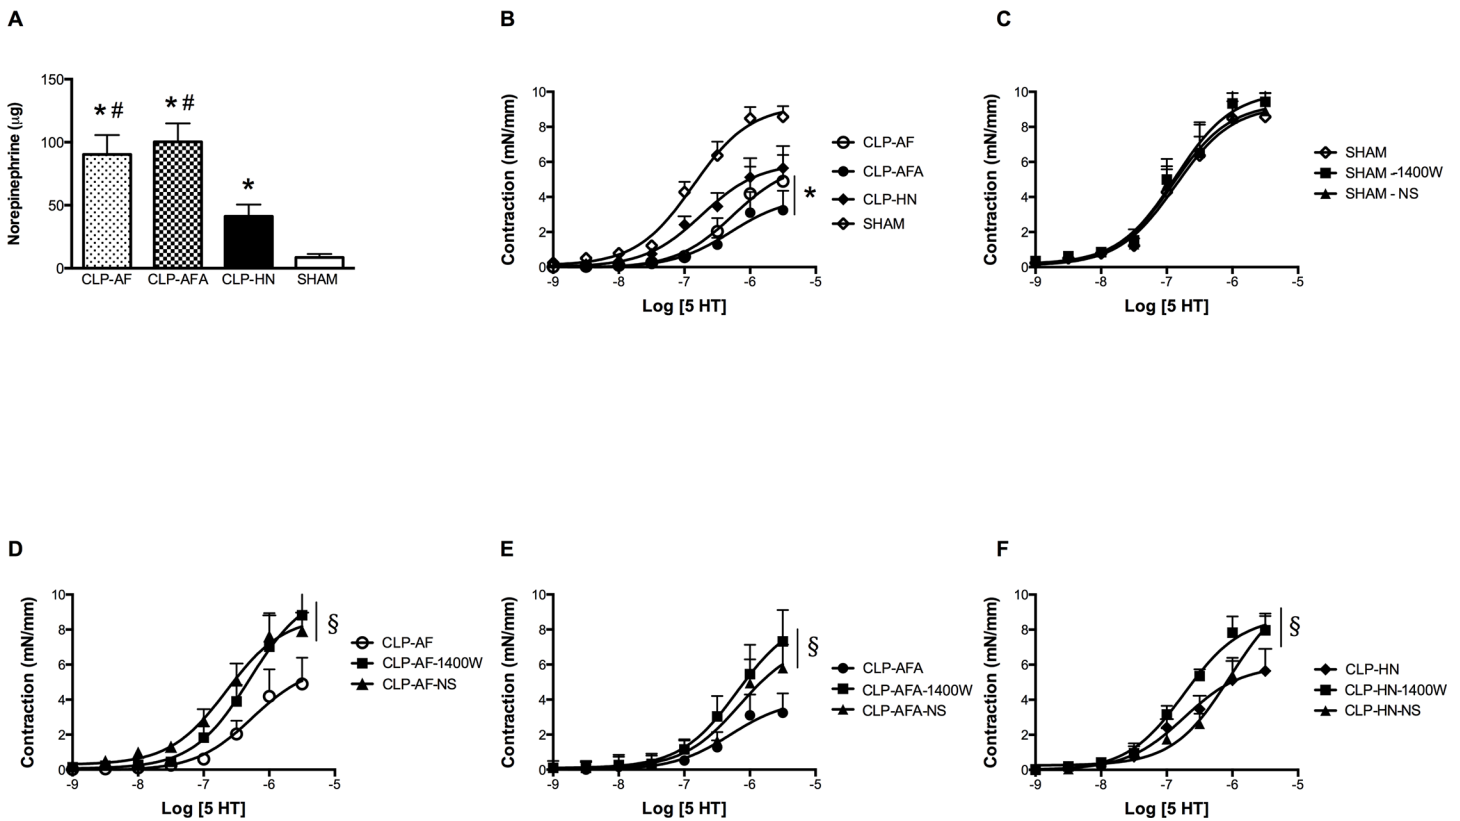 A
Norepinephrine (µg)
150
100
50
0
* #
* #
*
CLP-AF CLP-AFA CLP-HN SHAM
B
Contraction (mN/mm)
10
8
6
4
2
0
-9 -8 -7 -6 -5
Log [5 HT]
*
CLP-AF
CLP-AFA
CLP-HN
SHAM
C
Contraction (mN/mm)
10
8
6
4
2
0
-9 -8 -7 -6 -5
Log [5 HT]
SHAM
SHAM -1400W
SHAM - NS
D
Contraction (mN/mm)
10
8
6
4
2
0
-9 -8 -7 -6 -5
Log [5 HT]
§
CLP-AF
CLP-AF-1400W
CLP-AF-NS
E
Contraction (mN/mm)
10
8
6
4
2
0
-9 -8 -7 -6 -5
Log [5 HT]
§
CLP-AFA
CLP-AFA-1400W
CLP-AFA-NS
F
Contraction (mN/mm)
10
8
6
4
2
0
-9 -8 -7 -6 -5
Log [5 HT]
§
CLP-HN
CLP-HN-1400W
CLP-HN-NS